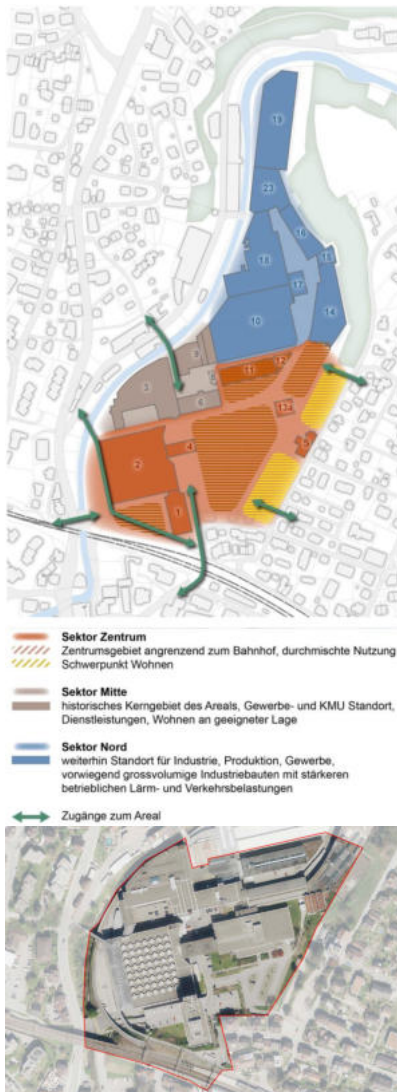 19
23
16
18
15
17
14
10
9
8
3
6
12
11
13a
5
4
2
1
Sektor Zentrum
Zentrumsgebiet angrenzend zum Bahnhof, durchmischte Nutzung
Schwerpunkt Wohnen
Sektor Mitte
historisches Kerngebiet des Areals, Gewerbe- und KMU Standort,
Dienstleistungen, Wohnen an geeigneter Lage
Sektor Nord
weiterhin Standort für Industrie, Produktion, Gewerbe,
vorwiegend grossvolumige Industriebauten mit stärkeren
betrieblichen Lärm- und Verkehrsbelastungen
Zugänge zum Areal